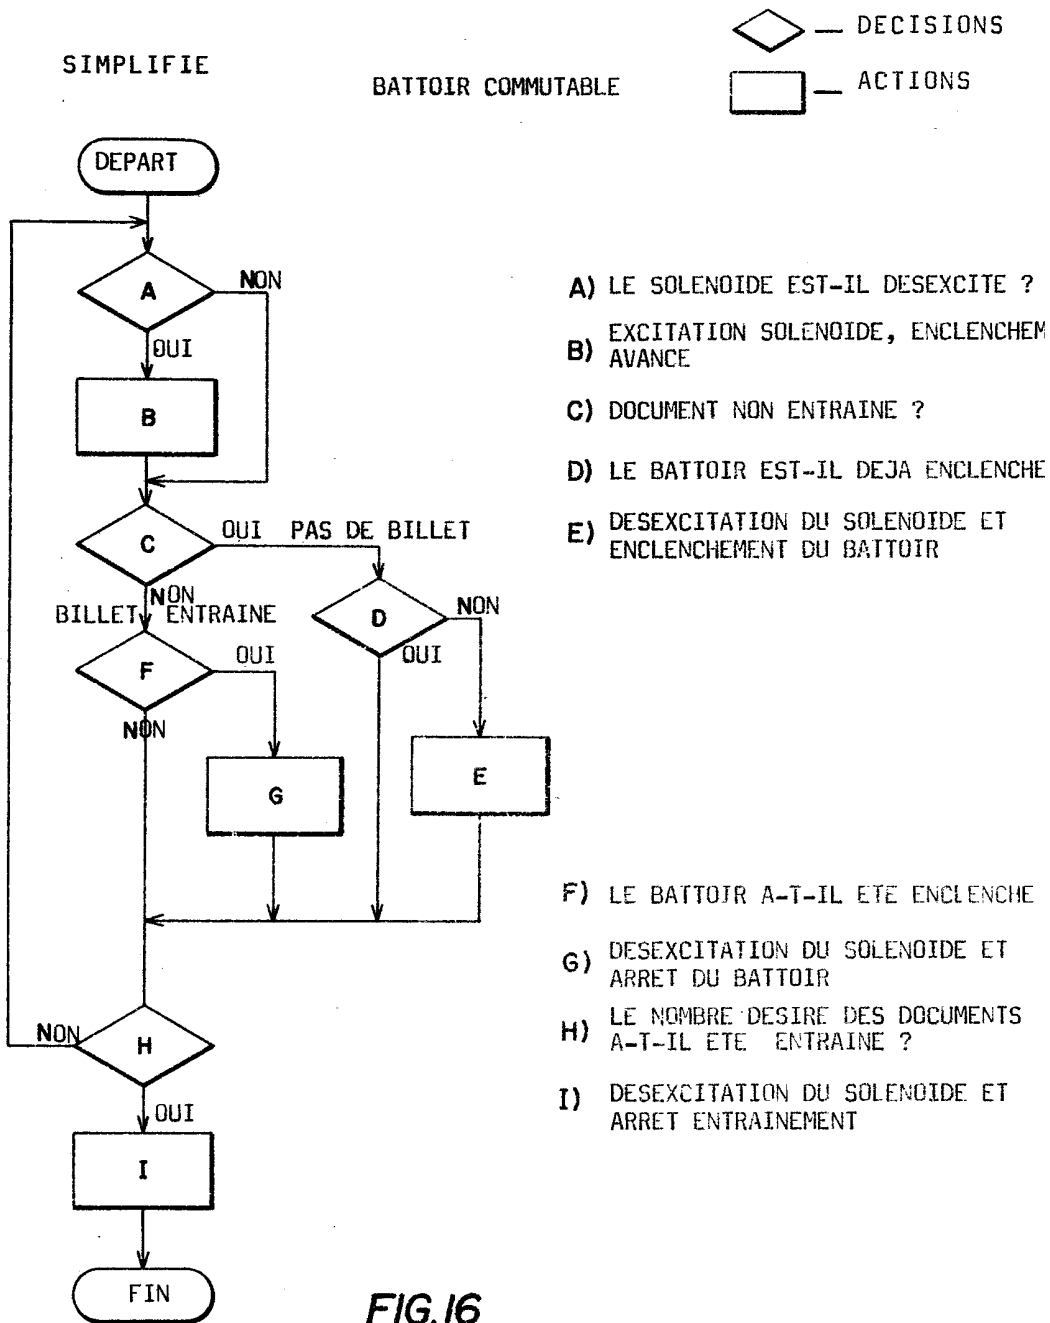 SIMPLIFIE
BATTOIR COMMUTABLE
— DECISIONS
— ACTIONS
DEPART
A
NON
OUI
B
C
OUI PAS DE BILLET
NON
BILLET ENTRAINE
D
NON
OUI
F
OUI
NON
G
E
H
NON
OUI
I
FIN
A) LE SOLENOIDE EST-IL DESEXCITE ?
B) EXCITATION SOLENOIDE, ENCLENCHEM
AVANCE
C) DOCUMENT NON ENTRAINE ?
D) LE BATTOIR EST-IL DEJA ENCLENCHE
E) DESEXCITATION DU SOLENOIDE ET
ENCLENCHEMENT DU BATTOIR
F) LE BATTOIR A-T-IL ETE ENCLENCHE
G) DESEXCITATION DU SOLENOIDE ET
ARRET DU BATTOIR
H) LE NOMBRE DESIRE DES DOCUMENTS
A-T-IL ETE ENTRAINE ?
I) DESEXCITATION DU SOLENOIDE ET
ARRET ENTRAINEMENT
FIG.16